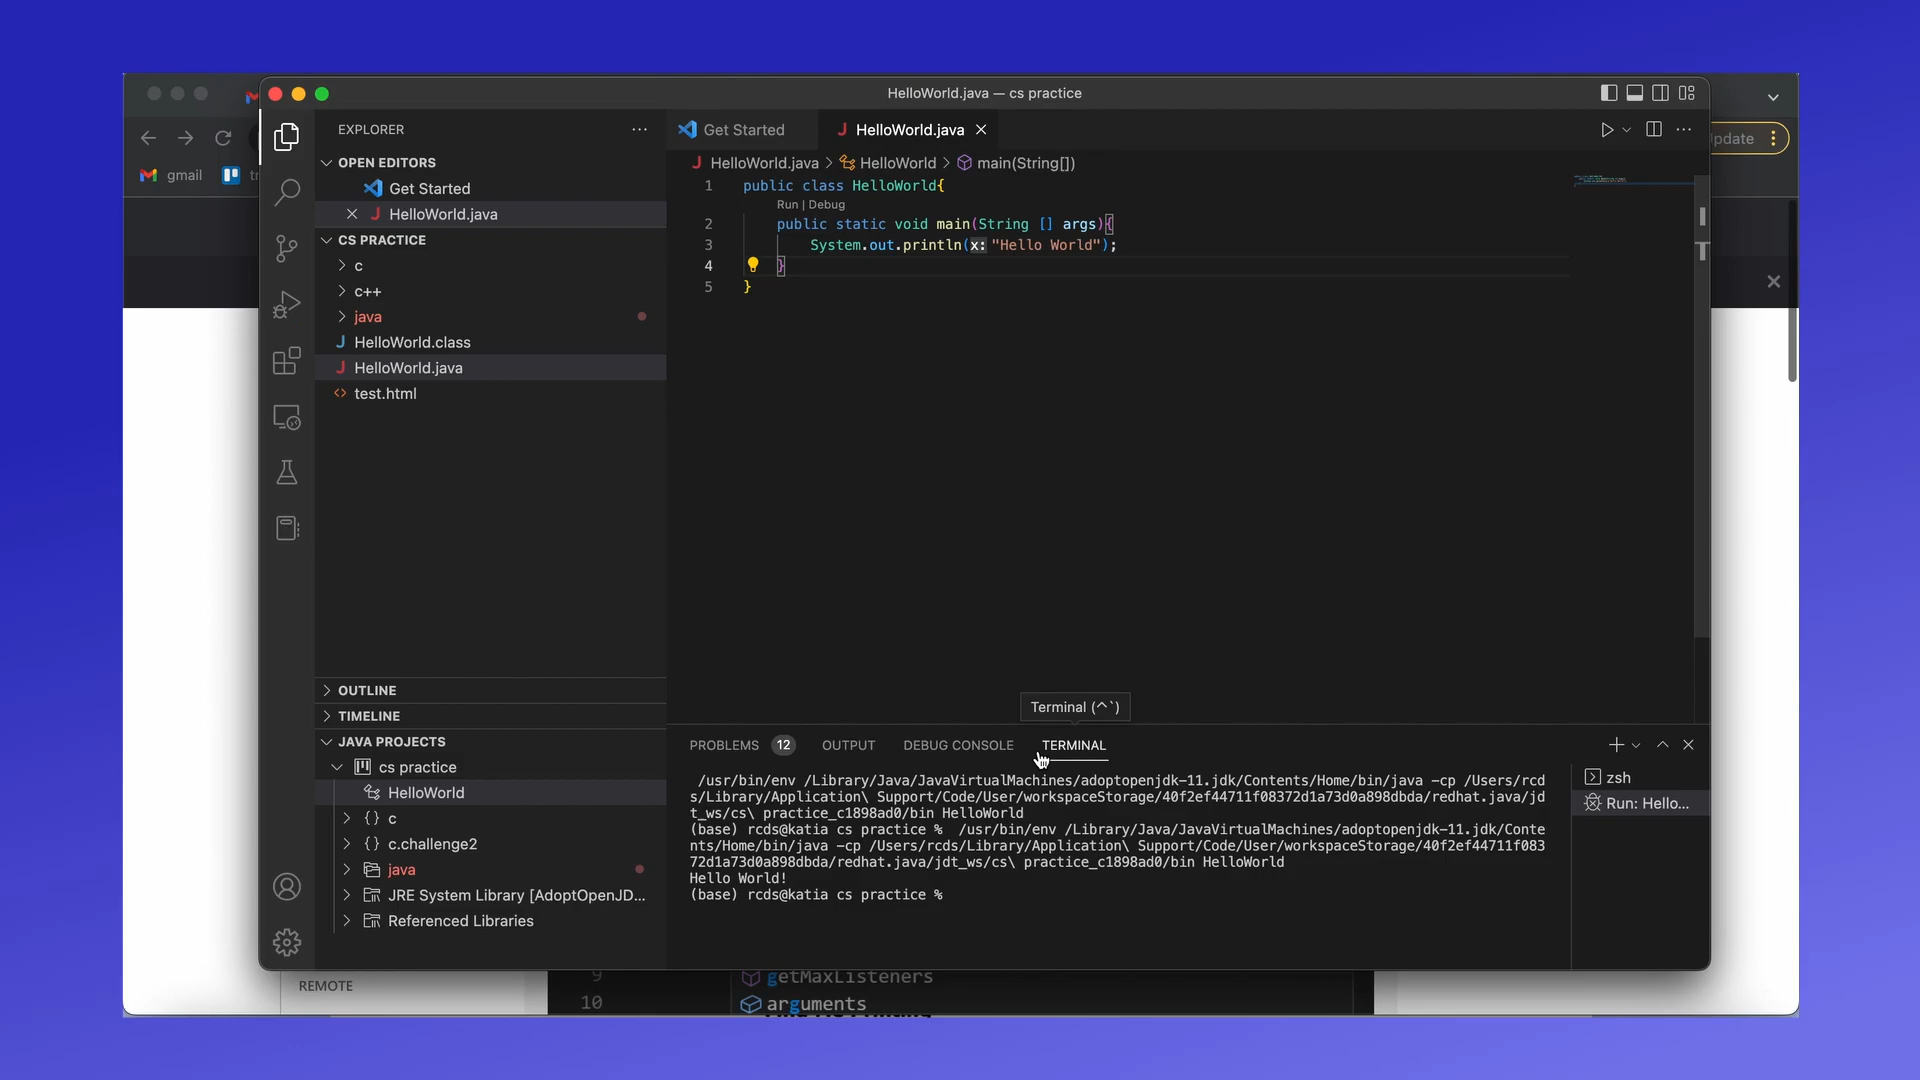 HelloWorld.java — cs practice
Update
gmail
EXPLORER
OPEN EDITORS
Get Started
HelloWorld.java
CS PRACTICE
c
c++
java
HelloWorld.class
HelloWorld.java
test.html
OUTLINE
TIMELINE
JAVA PROJECTS
cs practice
HelloWorld
{} c
{} c.challenge2
java
JRE System Library [AdoptOpenJD...
Referenced Libraries
Get Started
HelloWorld.java
HelloWorld.java > HelloWorld > main(String[])
1 public class HelloWorld{
Run | Debug
2 public static void main(String [] args){
3 System.out.println(x: "Hello World");
4 }
5 }
Terminal (^`)
PROBLEMS 12 OUTPUT DEBUG CONSOLE TERMINAL
/usr/bin/env /Library/Java/JavaVirtualMachines/adoptopenjdk-11.jdk/Contents/Home/bin/java -cp /Users/rcd
s/Library/Application\ Support/Code/User/workspaceStorage/40f2ef44711f08372d1a73d0a898dbda/redhat.java/jd
t_ws/cs\ practice_c1898ad0/bin HelloWorld
(base) rcds@katia cs practice % /usr/bin/env /Library/Java/JavaVirtualMachines/adoptopenjdk-11.jdk/Conte
nts/Home/bin/java -cp /Users/rcds/Library/Application\ Support/Code/User/workspaceStorage/40f2ef44711f083
72d1a73d0a898dbda/redhat.java/jdt_ws/cs\ practice_c1898ad0/bin HelloWorld
Hello World!
(base) rcds@katia cs practice %
zsh
Run: Hello...
REMOTE
9 getMaxListeners
10 arguments